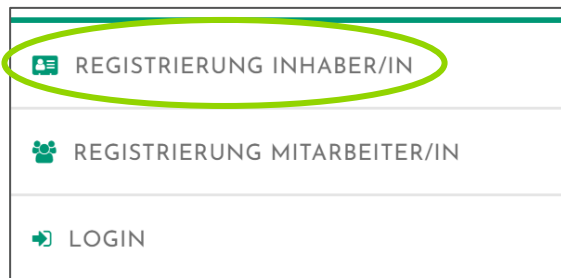 REGISTRIERUNG INHABER/IN
REGISTRIERUNG MITARBEITER/IN
LOGIN